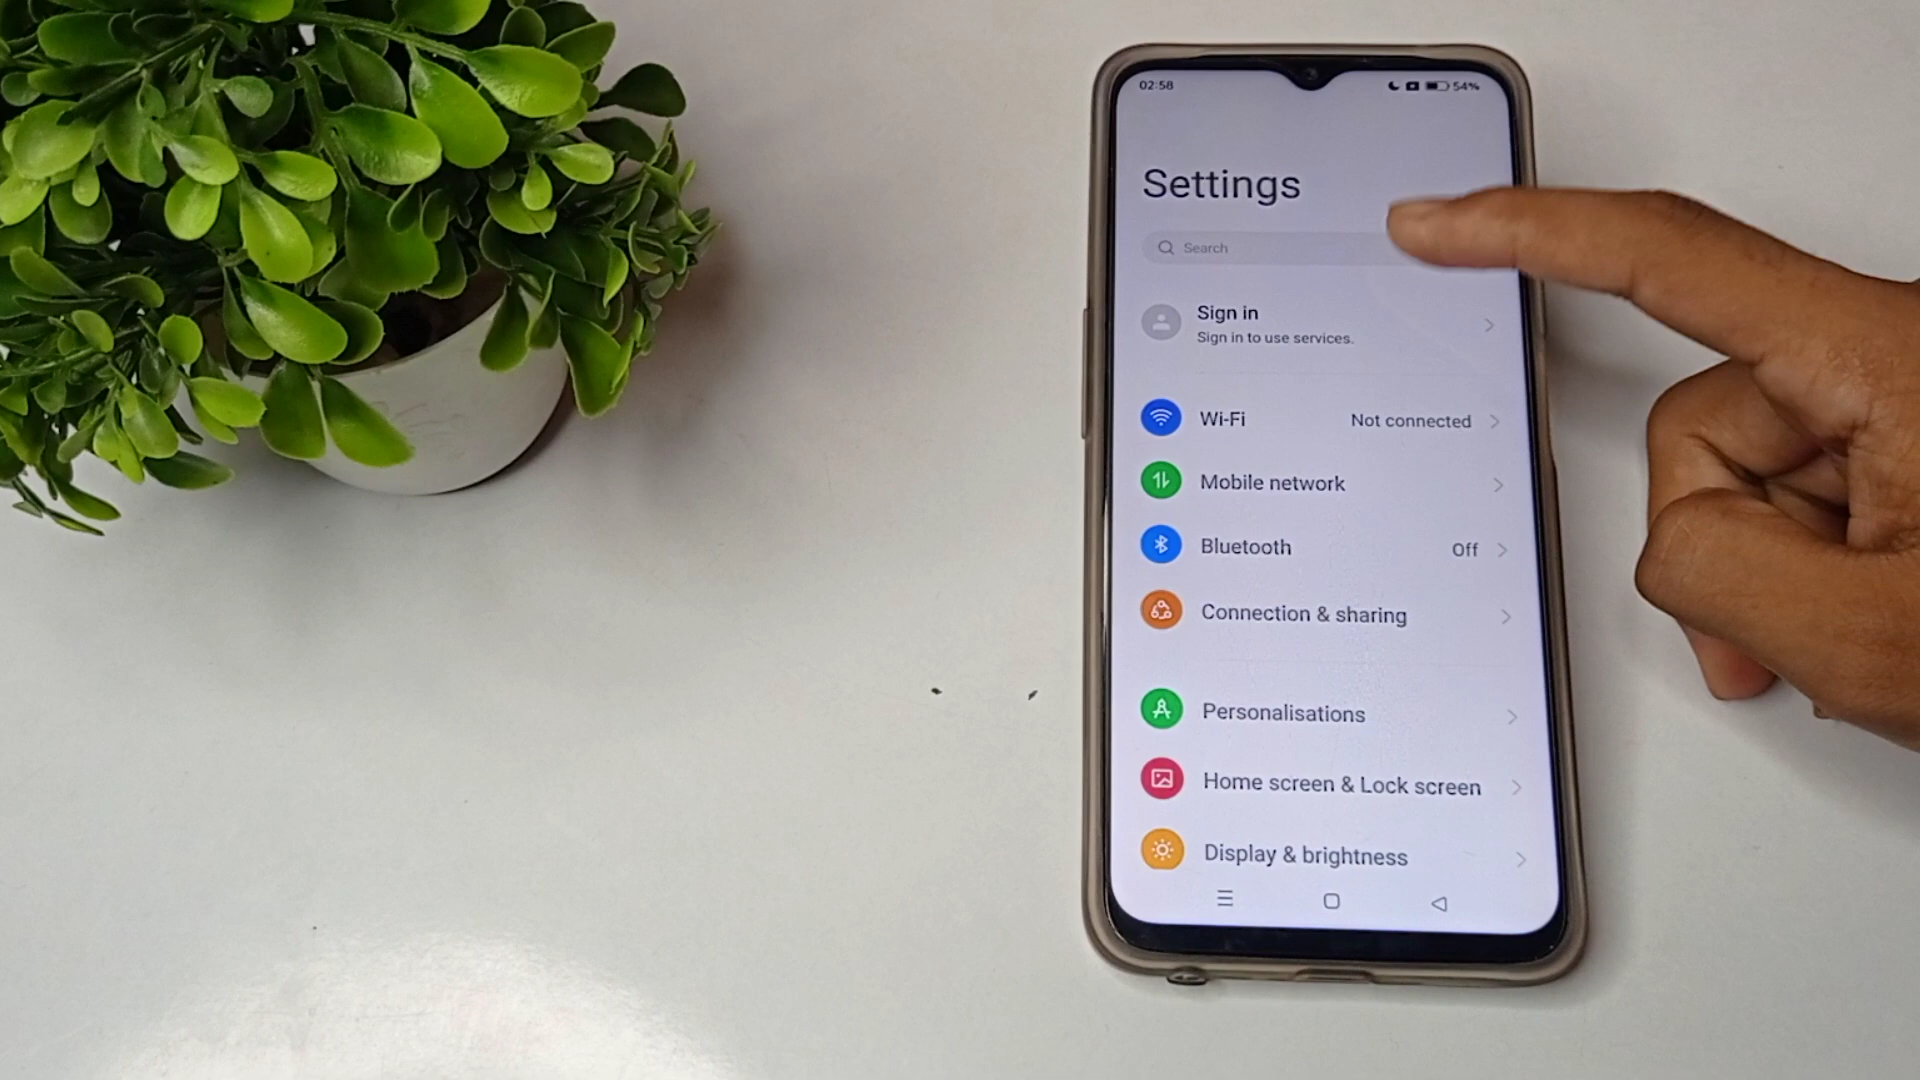 02:58 54%
Settings
Search
Sign in
Sign in to use services.
Wi-Fi Not connected
Mobile network
Bluetooth Off
Connection & sharing
Personalisations
Home screen & Lock screen
Display & brightness